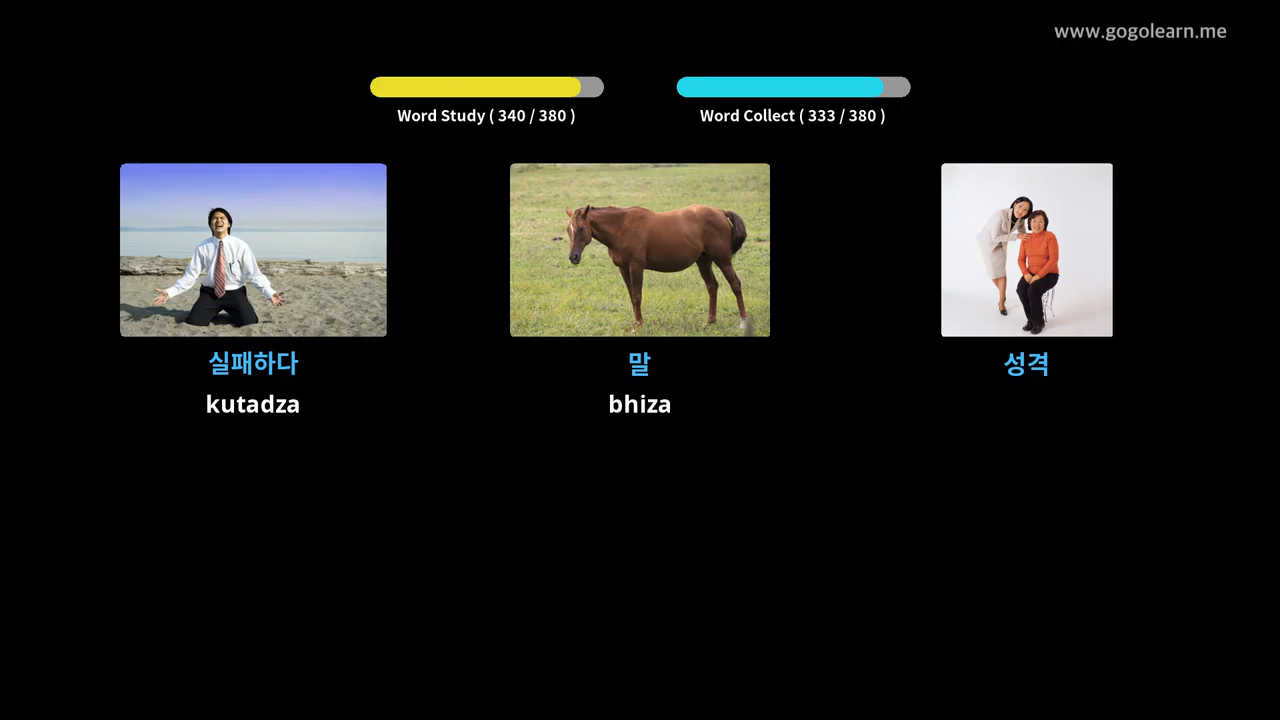 www.gogolearn.me
Word Study ( 340 / 380 )
Word Collect ( 333 / 380 )
실패하다
말
성격
kutadza
bhiza